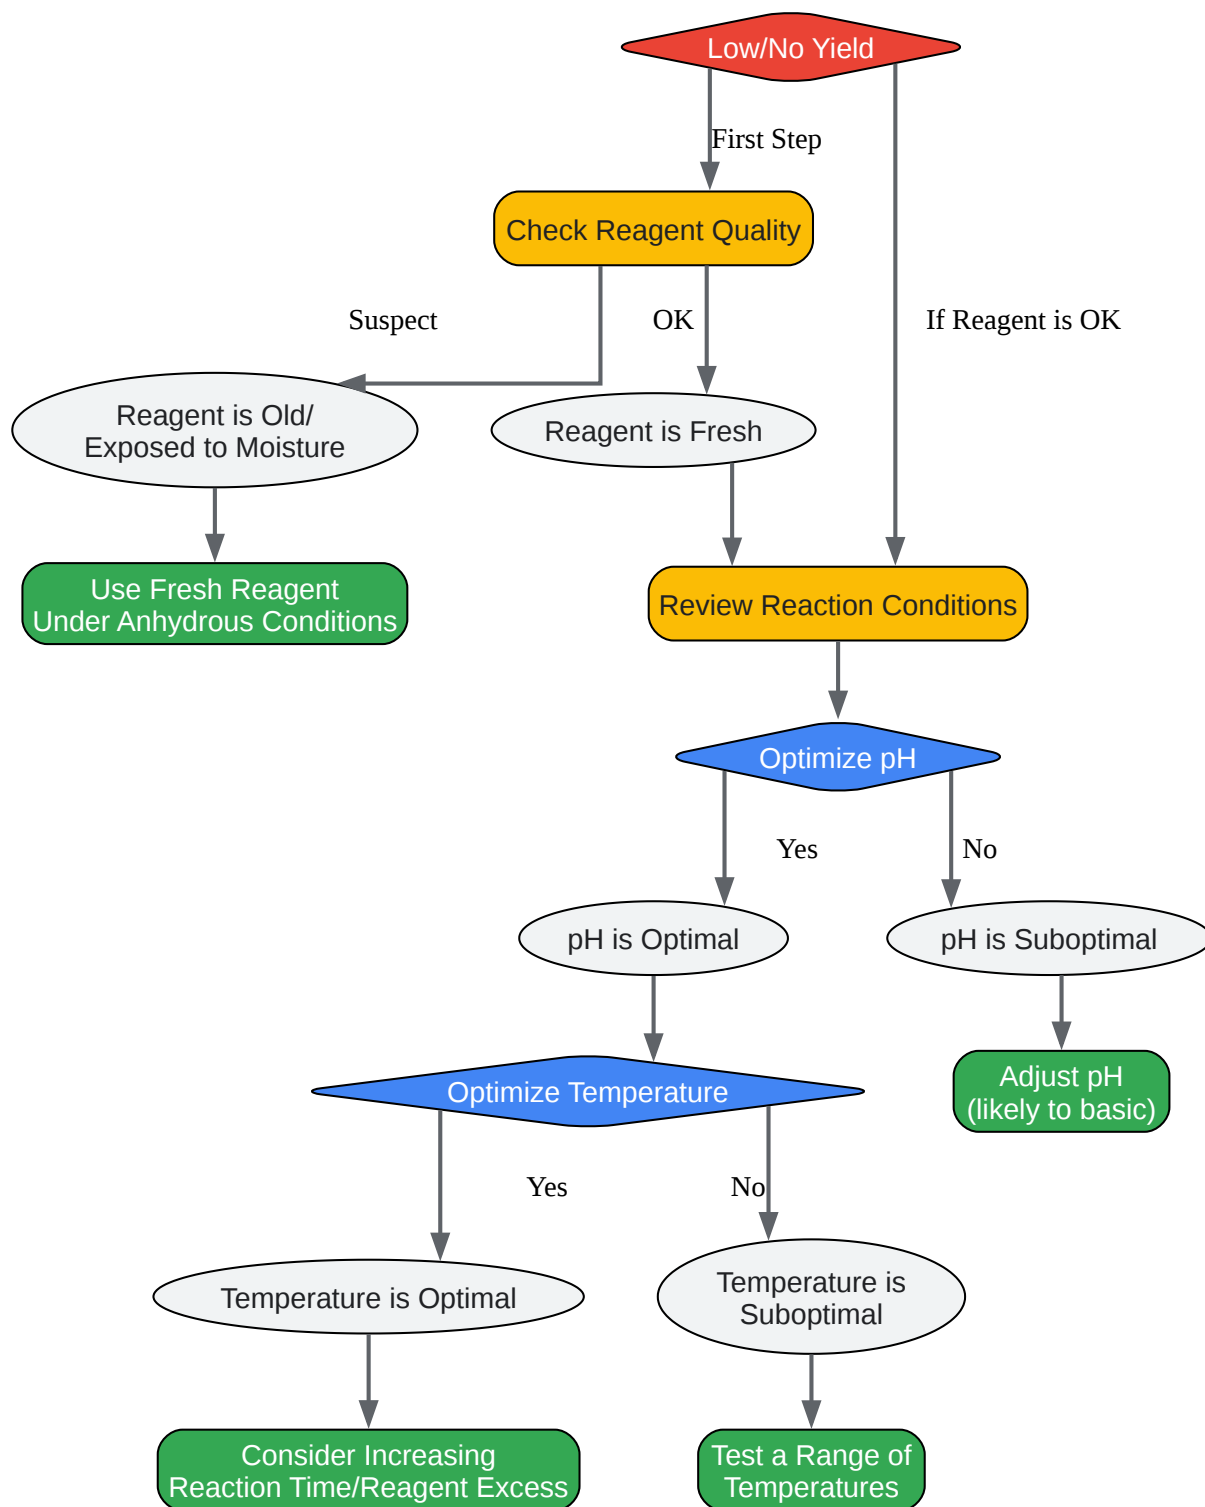 Low/No Yield
First Step
Check Reagent Quality
Suspect
OK
If Reagent is OK
Reagent is Old/
Exposed to Moisture
Reagent is Fresh
Use Fresh Reagent
Under Anhydrous Conditions
Review Reaction Conditions
Optimize pH
Yes
No
pH is Optimal
pH is Suboptimal
Optimize Temperature
Adjust pH
(likely to basic)
Yes
No
Temperature is Optimal
Temperature is
Suboptimal
Consider Increasing
Reaction Time/Reagent Excess
Test a Range of
Temperatures